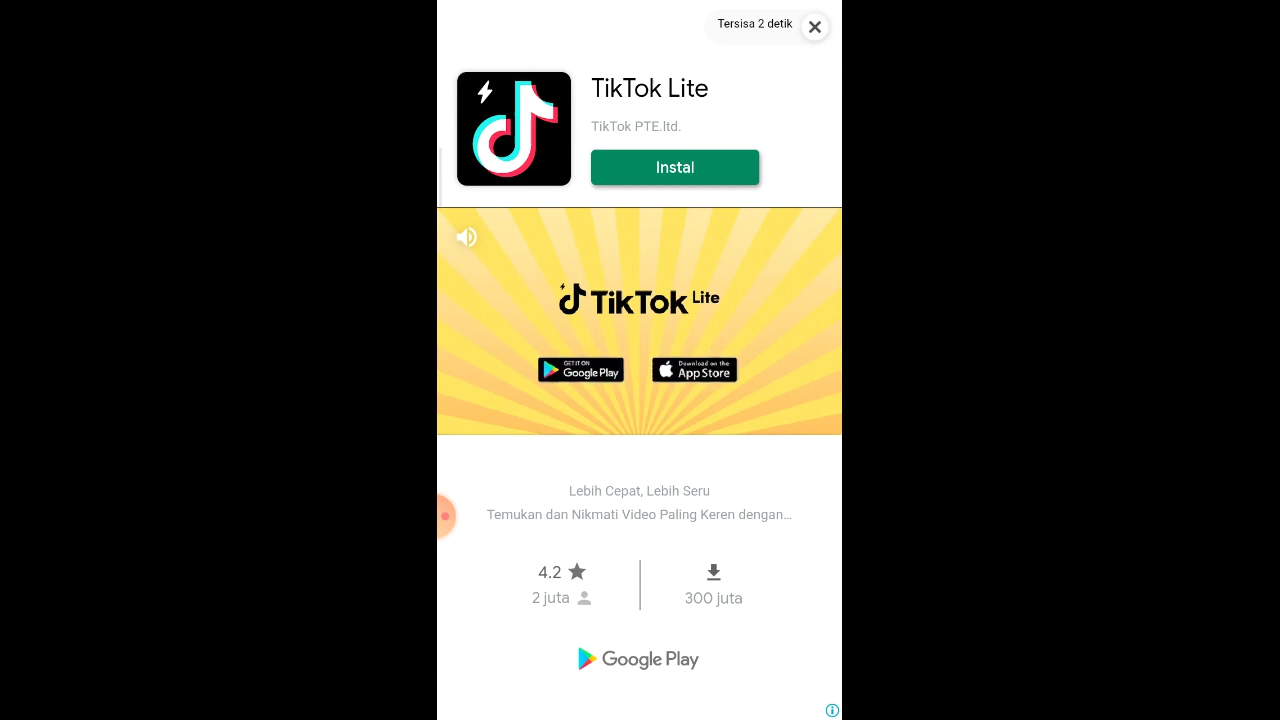 Tersisa 2 detik
TikTok Lite
TikTok PTE.ltd.
Instal
TikTok Lite
GET IT ON
Google Play
Download on the
App Store
Lebih Cepat, Lebih Seru
Temukan dan Nikmati Video Paling Keren dengan...
4.2
2 juta
300 juta
Google Play